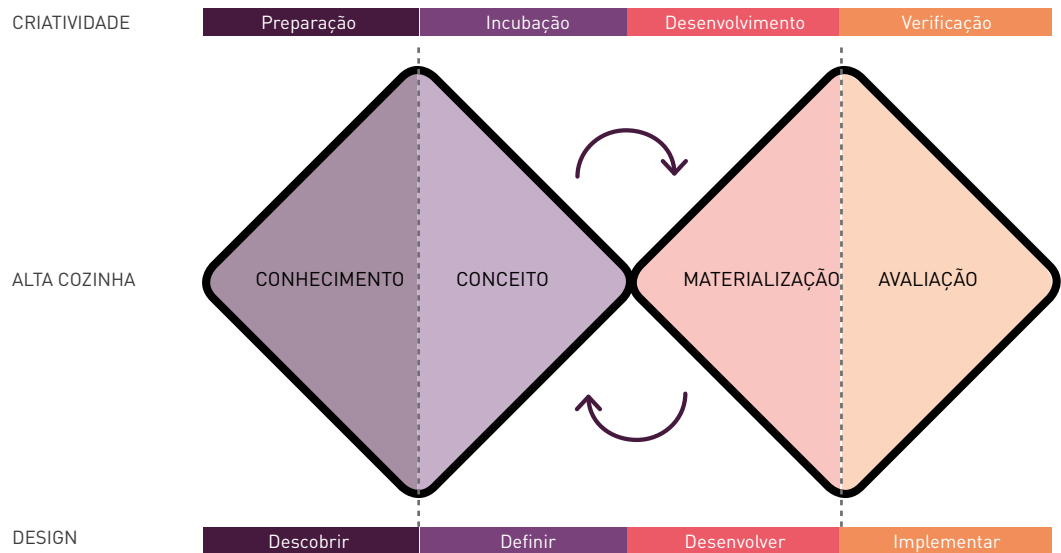 CRIATIVIDADE
Preparação
Incubação
Desenvolvimento
Verificação
ALTA COZINHA
CONHECIMENTO
CONCEITO
MATERIALIZAÇÃO
AVALIAÇÃO
DESIGN
Descobrir
Definir
Desenvolver
Implementar